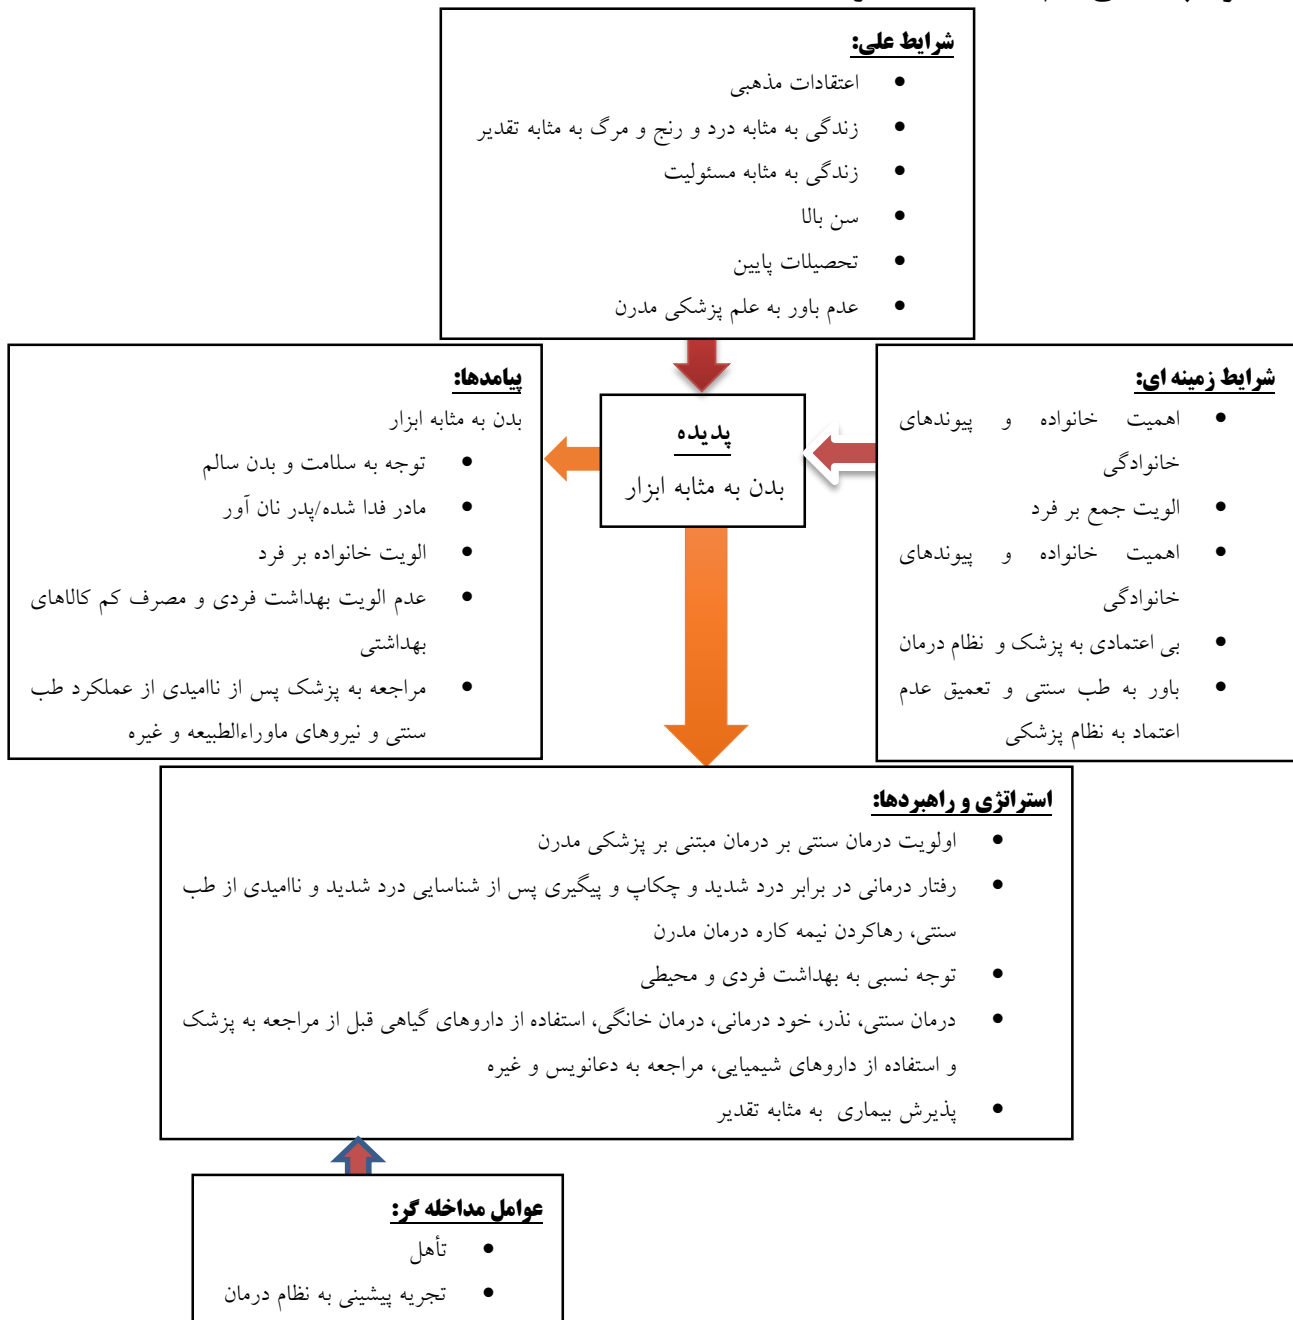 شرایط علی:
● اعتقادات مذهبی
● زندگی به مثابه درد و رنج و مرگ به مثابه تقدیر
● زندگی به مثابه مسئولیت
● سن بالا
● تحصیلات پایین
● عدم باور به علم پزشکی مدرن
شرایط زمینه ای:
● اهمیت خانواده و پیوندهای
خانوادگی
● الویت جمع بر فرد
● اهمیت خانواده و پیوندهای
خانوادگی
● بی اعتمادی به پزشک و نظام درمان
● باور به طب سنتی و تعمیق عدم
اعتماد به نظام پزشکی
پدیده
بدن به مثابه ابزار
پیامدها:
بدن به مثابه ابزار
● توجه به سلامت و بدن سالم
● مادر فدا شده/پدر نان آور
● الویت خانواده بر فرد
● عدم الویت بهداشت فردی و مصرف کم کالاهای
بهداشتی
● مراجعه به پزشک پس از ناامیدی از عملکرد طب
سنتی و نیروهای ماوراءالطبیعه و غیره
استراتژی و راهبردها:
● اولویت درمان سنتی بر درمان مبتنی بر پزشکی مدرن
● رفتار درمانی در برابر درد شدید و چکاپ و پیگیری پس از شناسایی درد شدید و ناامیدی از طب
سنتی، رهاکردن نیمه کاره درمان مدرن
● توجه نسبی به بهداشت فردی و محیطی
● درمان سنتی، نذر، خود درمانی، درمان خانگی، استفاده از داروهای گیاهی قبل از مراجعه به پزشک
و استفاده از داروهای شیمیایی، مراجعه به دعانویس و غیره
● پذیرش بیماری به مثابه تقدیر
عوامل مداخله گر:
● تأهل
● تجربه پیشینی به نظام درمان